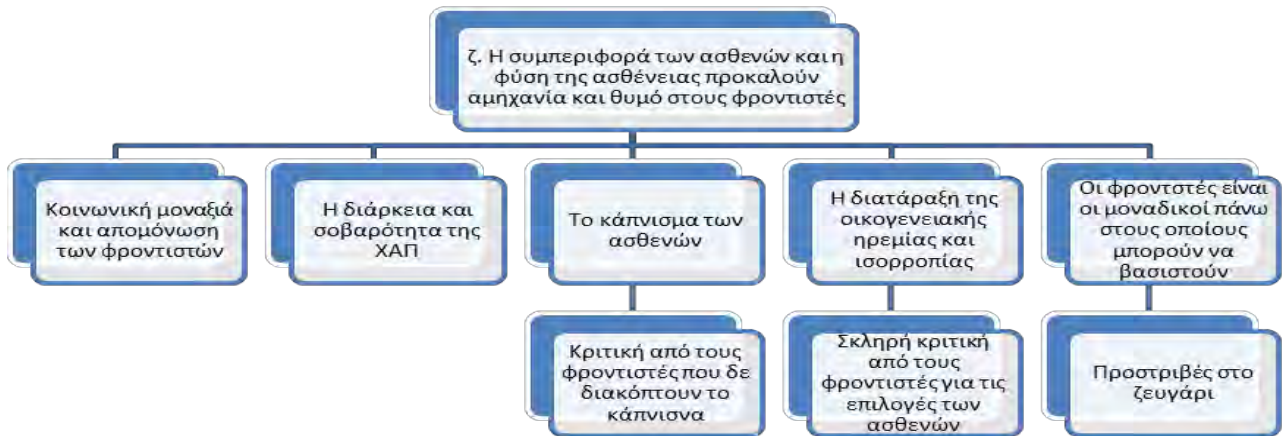 ζ. Η συμπεριφορά των ασθενών και η
φύση της ασθένειας προκαλούν
αμηχανία και θυμό στους φροντιστές
Κοινωνική μοναξιά
και απομόνωση
των φροντιστών
Η διάρκεια και
σοβαρότητα της
ΧΑΠ
Το κάπνισμα των
ασθενών
Η διατάραξη της
οικογενειακής
ηρεμίας και
ισορροπίας
Οι φροντστές είναι
οι μοναδικοί πάνω
στους οποίους
μπορούν να
βασιστούν
Κριτική από τους
φροντιστές που δε
διακόπτουν το
κάπνισνα
Σκληρή κριτική
από τους
φροντιστές για τις
επιλογές των
ασθενών
Προστριβές στο
ζευγάρι